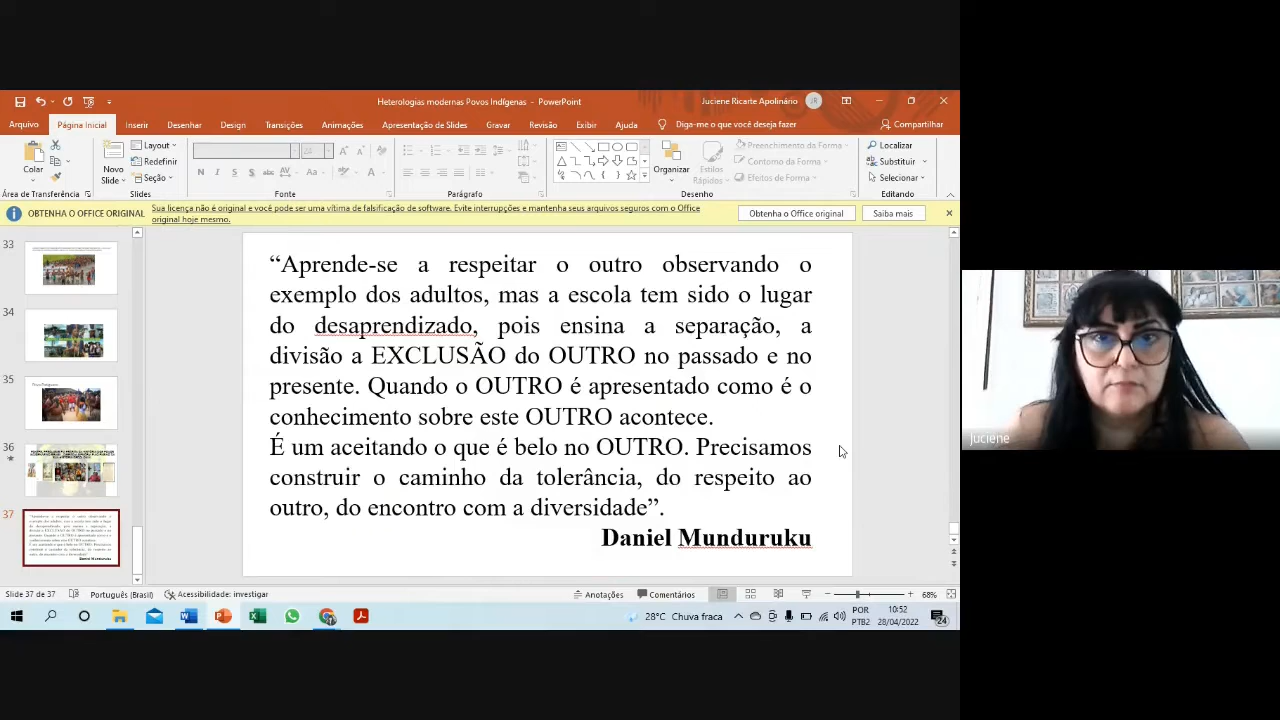 Heterologias modernas Povos Indígenas - PowerPoint
Juciene Ricarte Apolinário
JR
Arquivo Página Inicial Inserir Desenhar Design Transições Animações Apresentação de Slides Gravar Revisão Exibir Ajuda Diga-me o que você deseja fazer Compartilhar
Colar
Novo Slide
Layout
Redefinir
Seção
N I S
Aa
A
Organizar
Estilos Rápidos
Preenchimento da Forma
Contorno da Forma
Efeitos de Forma
Localizar
Substituir
Selecionar
Área de Transferência Slides Fonte Parágrafo Desenho Editando
OBTENHA O OFFICE ORIGINAL
Sua licença não é original e você pode ser uma vítima de falsificação de software. Evite interrupções e mantenha seus arquivos seguros com o Office
original hoje mesmo.
Obtenha o Office original
Saiba mais
33
34
35
36
37
“Aprende-se a respeitar o outro observando o
exemplo dos adultos, mas a escola tem sido o lugar
do desaprendizado, pois ensina a separação, a
divisão a EXCLUSÃO do OUTRO no passado e no
presente. Quando o OUTRO é apresentado como é o
conhecimento sobre este OUTRO acontece.
É um aceitando o que é belo no OUTRO. Precisamos
construir o caminho da tolerância, do respeito ao
outro, do encontro com a diversidade”.
Daniel Munduruku
Juciene
Slide 37 de 37 Português (Brasil) Acessibilidade: investigar Anotações Comentários 68%
28°C Chuva fraca
POR
PTB2
10:52
28/04/2022
24